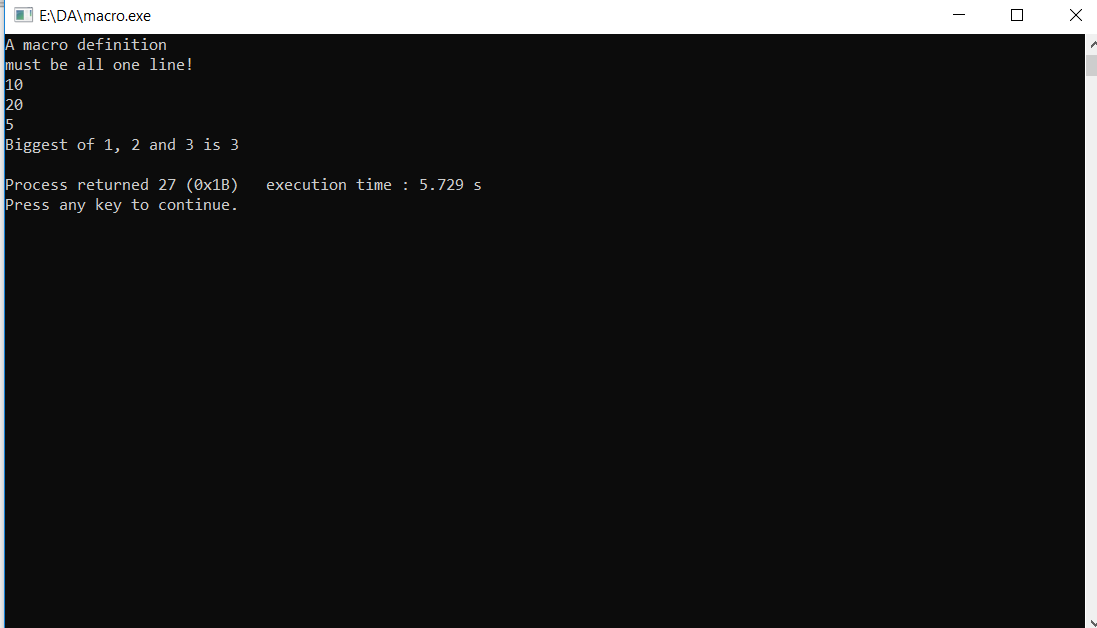 E:\DA\macro.exe
A macro definition
must be all one line!
10
20
5
Biggest of 1, 2 and 3 is 3
Process returned 27 (0x1B)   execution time : 5.729 s
Press any key to continue.